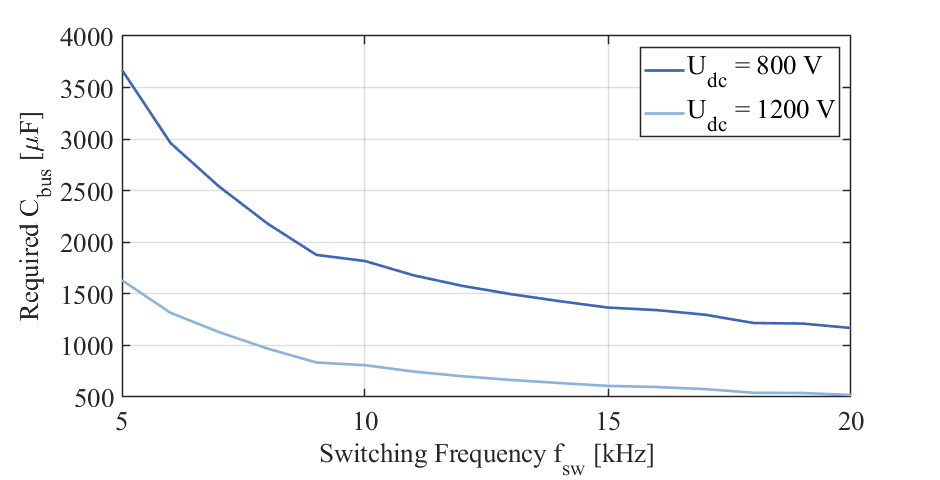 4000
3500
3000
2500
2000
1500
1000
500
Required C_bus [μF]
U_dc = 800 V
U_dc = 1200 V
5 10 15 20
Switching Frequency f_sw [kHz]